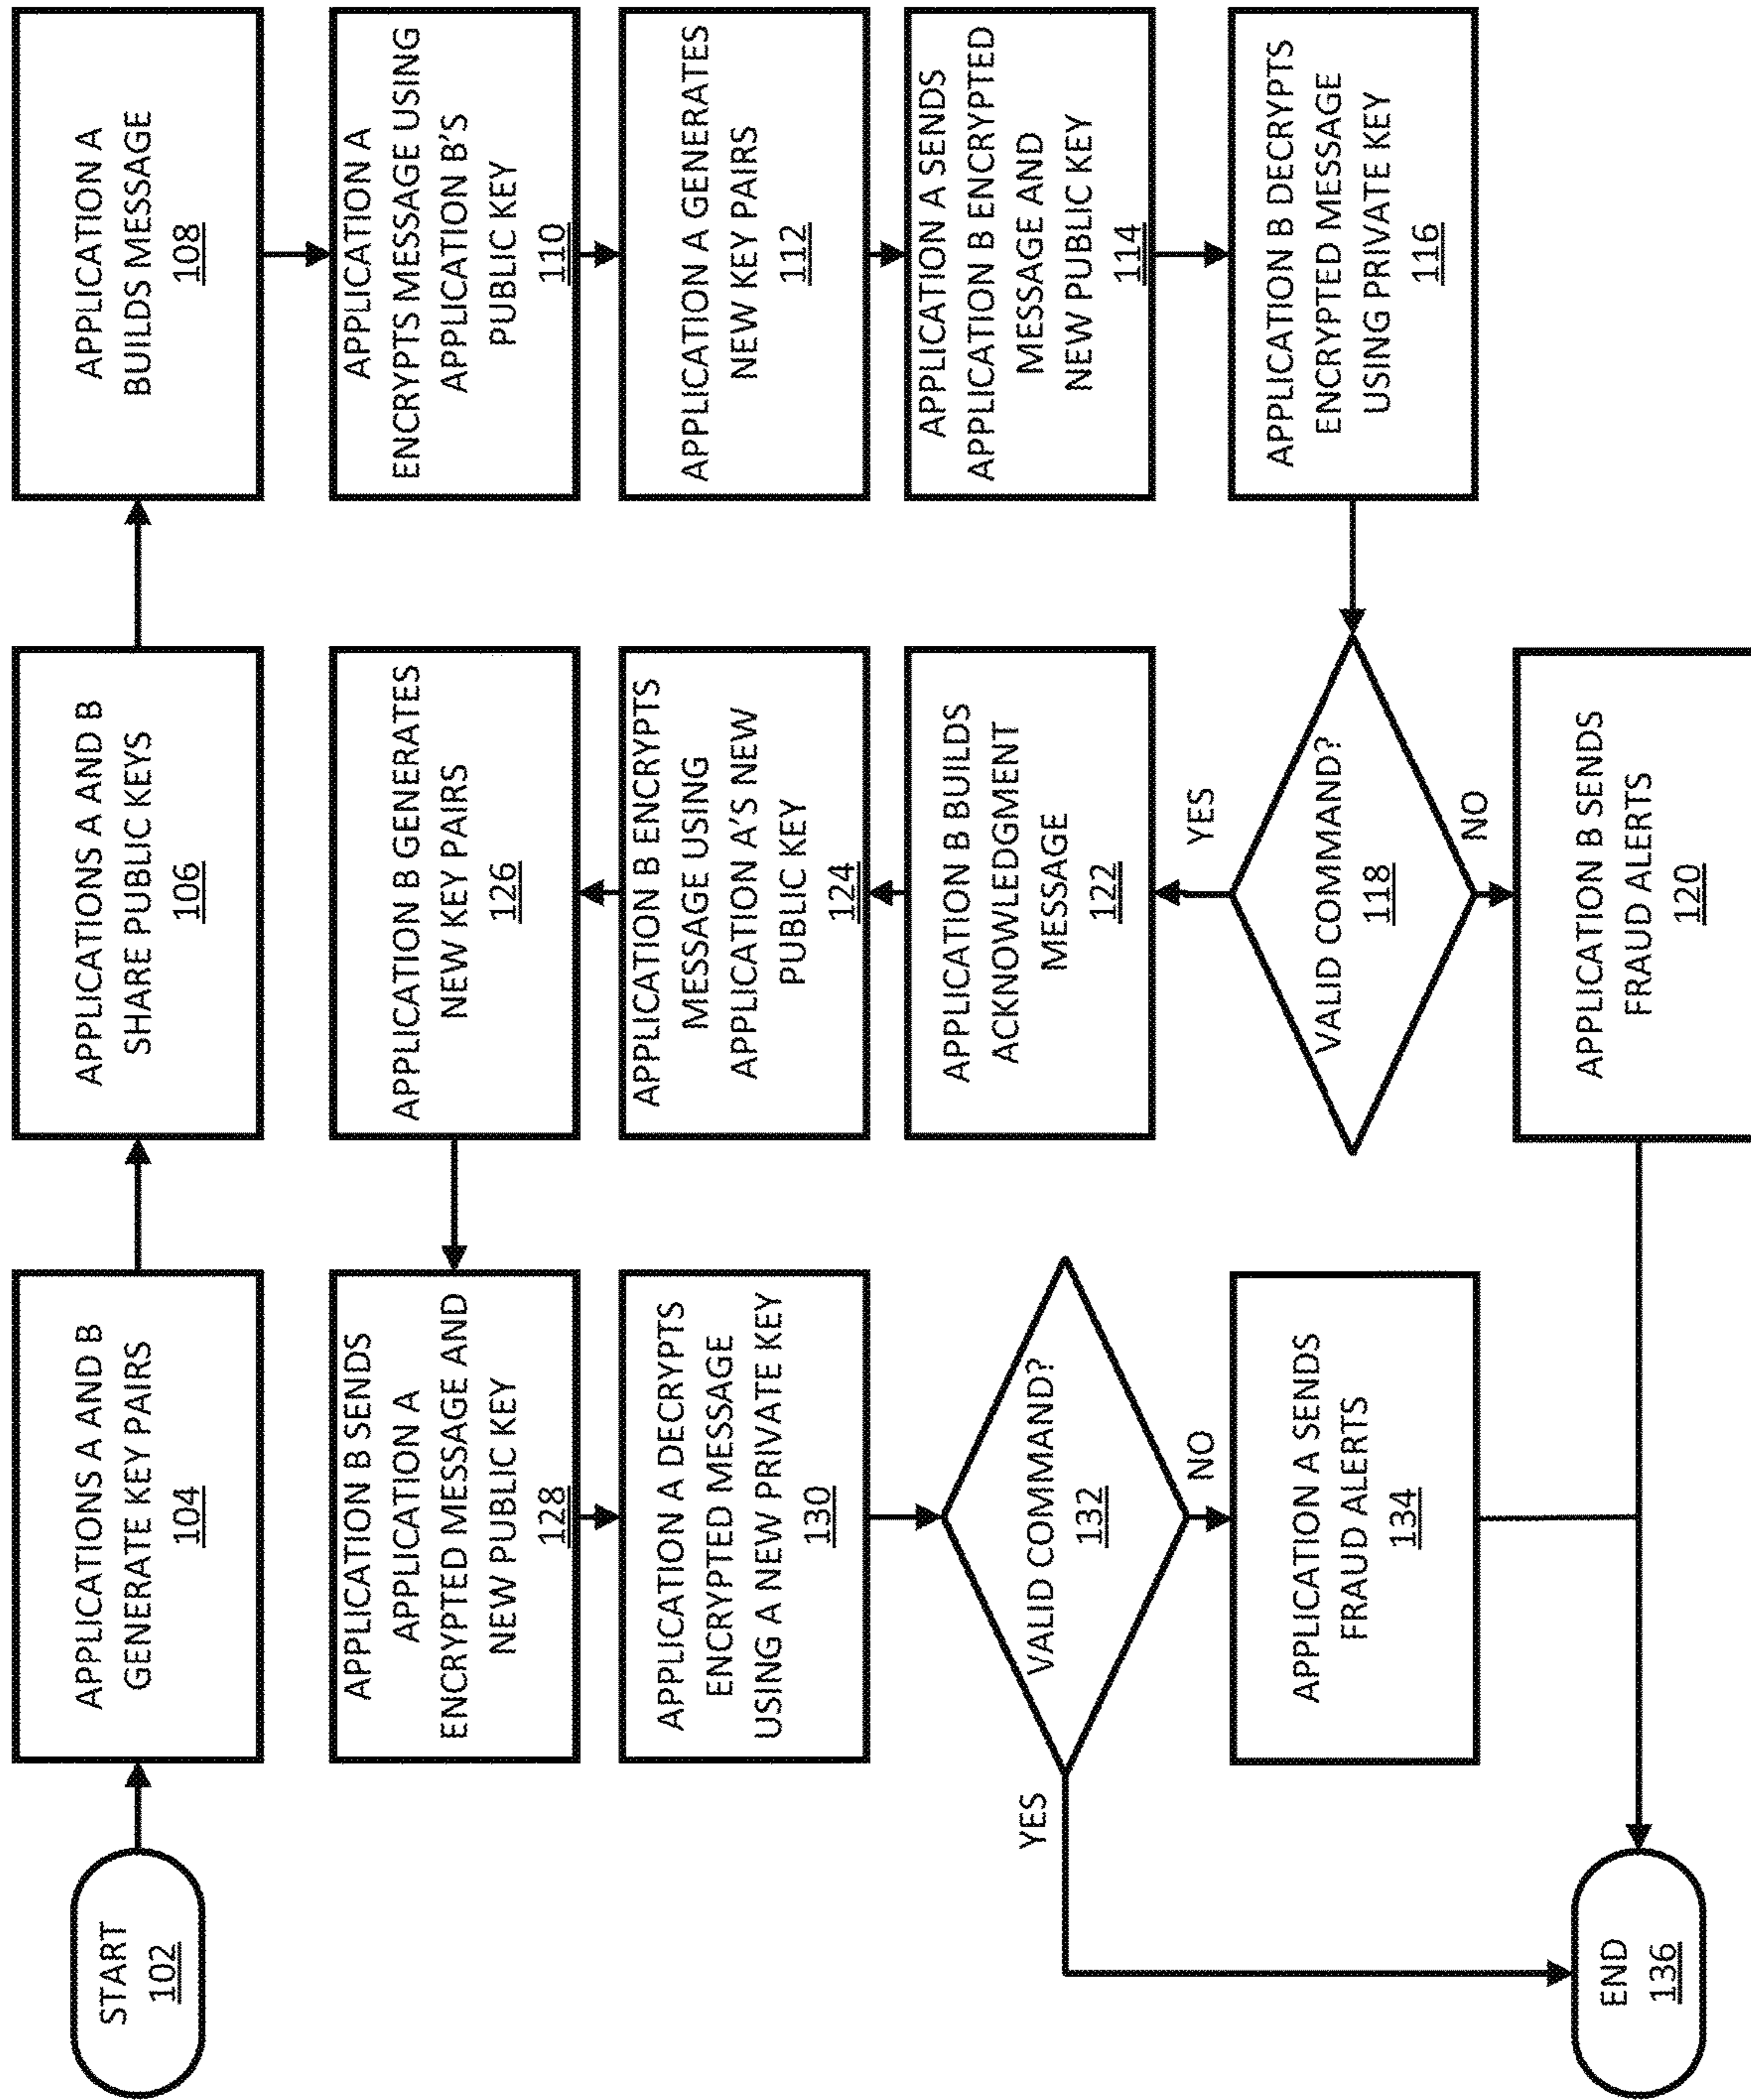 START
102
APPLICATIONS A AND B
GENERATE KEY PAIRS
104
APPLICATIONS A AND B
SHARE PUBLIC KEYS
106
APPLICATION A
BUILDS MESSAGE
108
APPLICATION A
ENCRYPTS MESSAGE USING
APPLICATION B'S
PUBLIC KEY
110
APPLICATION A GENERATES
NEW KEY PAIRS
112
APPLICATION A SENDS
APPLICATION B ENCRYPTED
MESSAGE AND
NEW PUBLIC KEY
114
APPLICATION B DECRYPTS
ENCRYPTED MESSAGE
USING PRIVATE KEY
116
VALID COMMAND?
118
YES
NO
APPLICATION B SENDS
FRAUD ALERTS
120
APPLICATION B BUILDS
ACKNOWLEDGMENT
MESSAGE
122
APPLICATION B ENCRYPTS
MESSAGE USING
APPLICATION A'S NEW
PUBLIC KEY
124
APPLICATION B GENERATES
NEW KEY PAIRS
126
APPLICATION B SENDS
APPLICATION A
ENCRYPTED MESSAGE AND
NEW PUBLIC KEY
128
APPLICATION A DECRYPTS
ENCRYPTED MESSAGE
USING A NEW PRIVATE KEY
130
VALID COMMAND?
132
YES
NO
APPLICATION A SENDS
FRAUD ALERTS
134
END
136